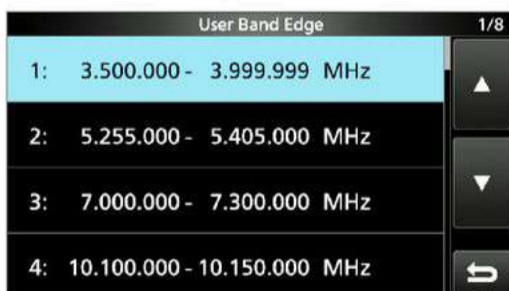 User Band Edge 1/8
1: 3.500.000 - 3.999.999 MHz
2: 5.255.000 - 5.405.000 MHz
3: 7.000.000 - 7.300.000 MHz
4: 10.100.000 - 10.150.000 MHz